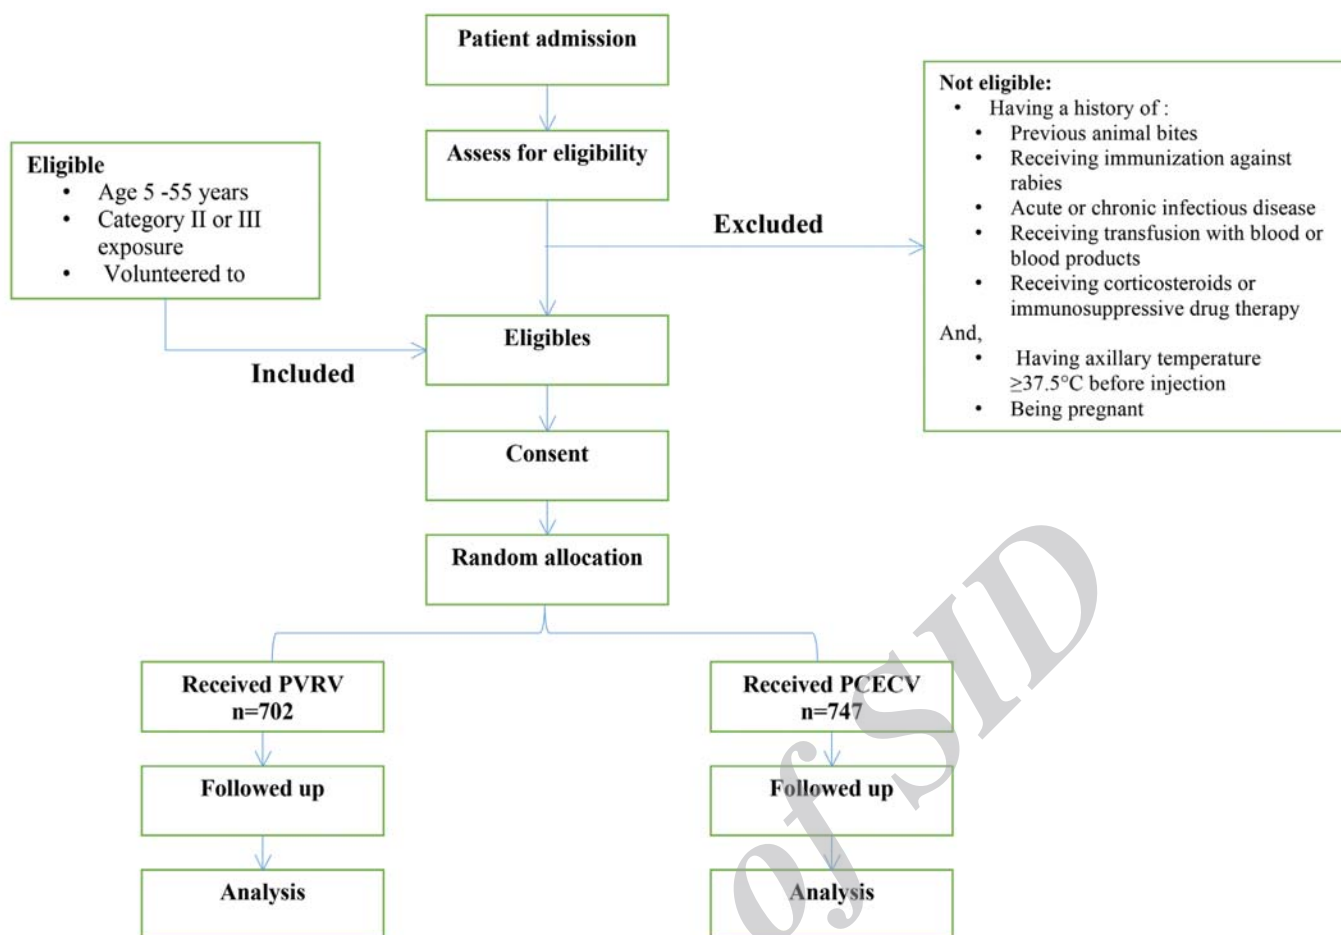 Patient admission
Assess for eligibility
Eligible
• Age 5 -55 years
• Category II or III
exposure
• Volunteered to
Not eligible:
• Having a history of :
• Previous animal bites
• Receiving immunization against
rabies
• Acute or chronic infectious disease
• Receiving transfusion with blood or
blood products
• Receiving corticosteroids or
immunosuppressive drug therapy
And,
• Having axillary temperature
≥37.5°C before injection
• Being pregnant
Excluded
Included
Eligibles
Consent
Random allocation
Received PVRV
n=702
Received PCECV
n=747
Followed up
Followed up
Analysis
Analysis
of SID